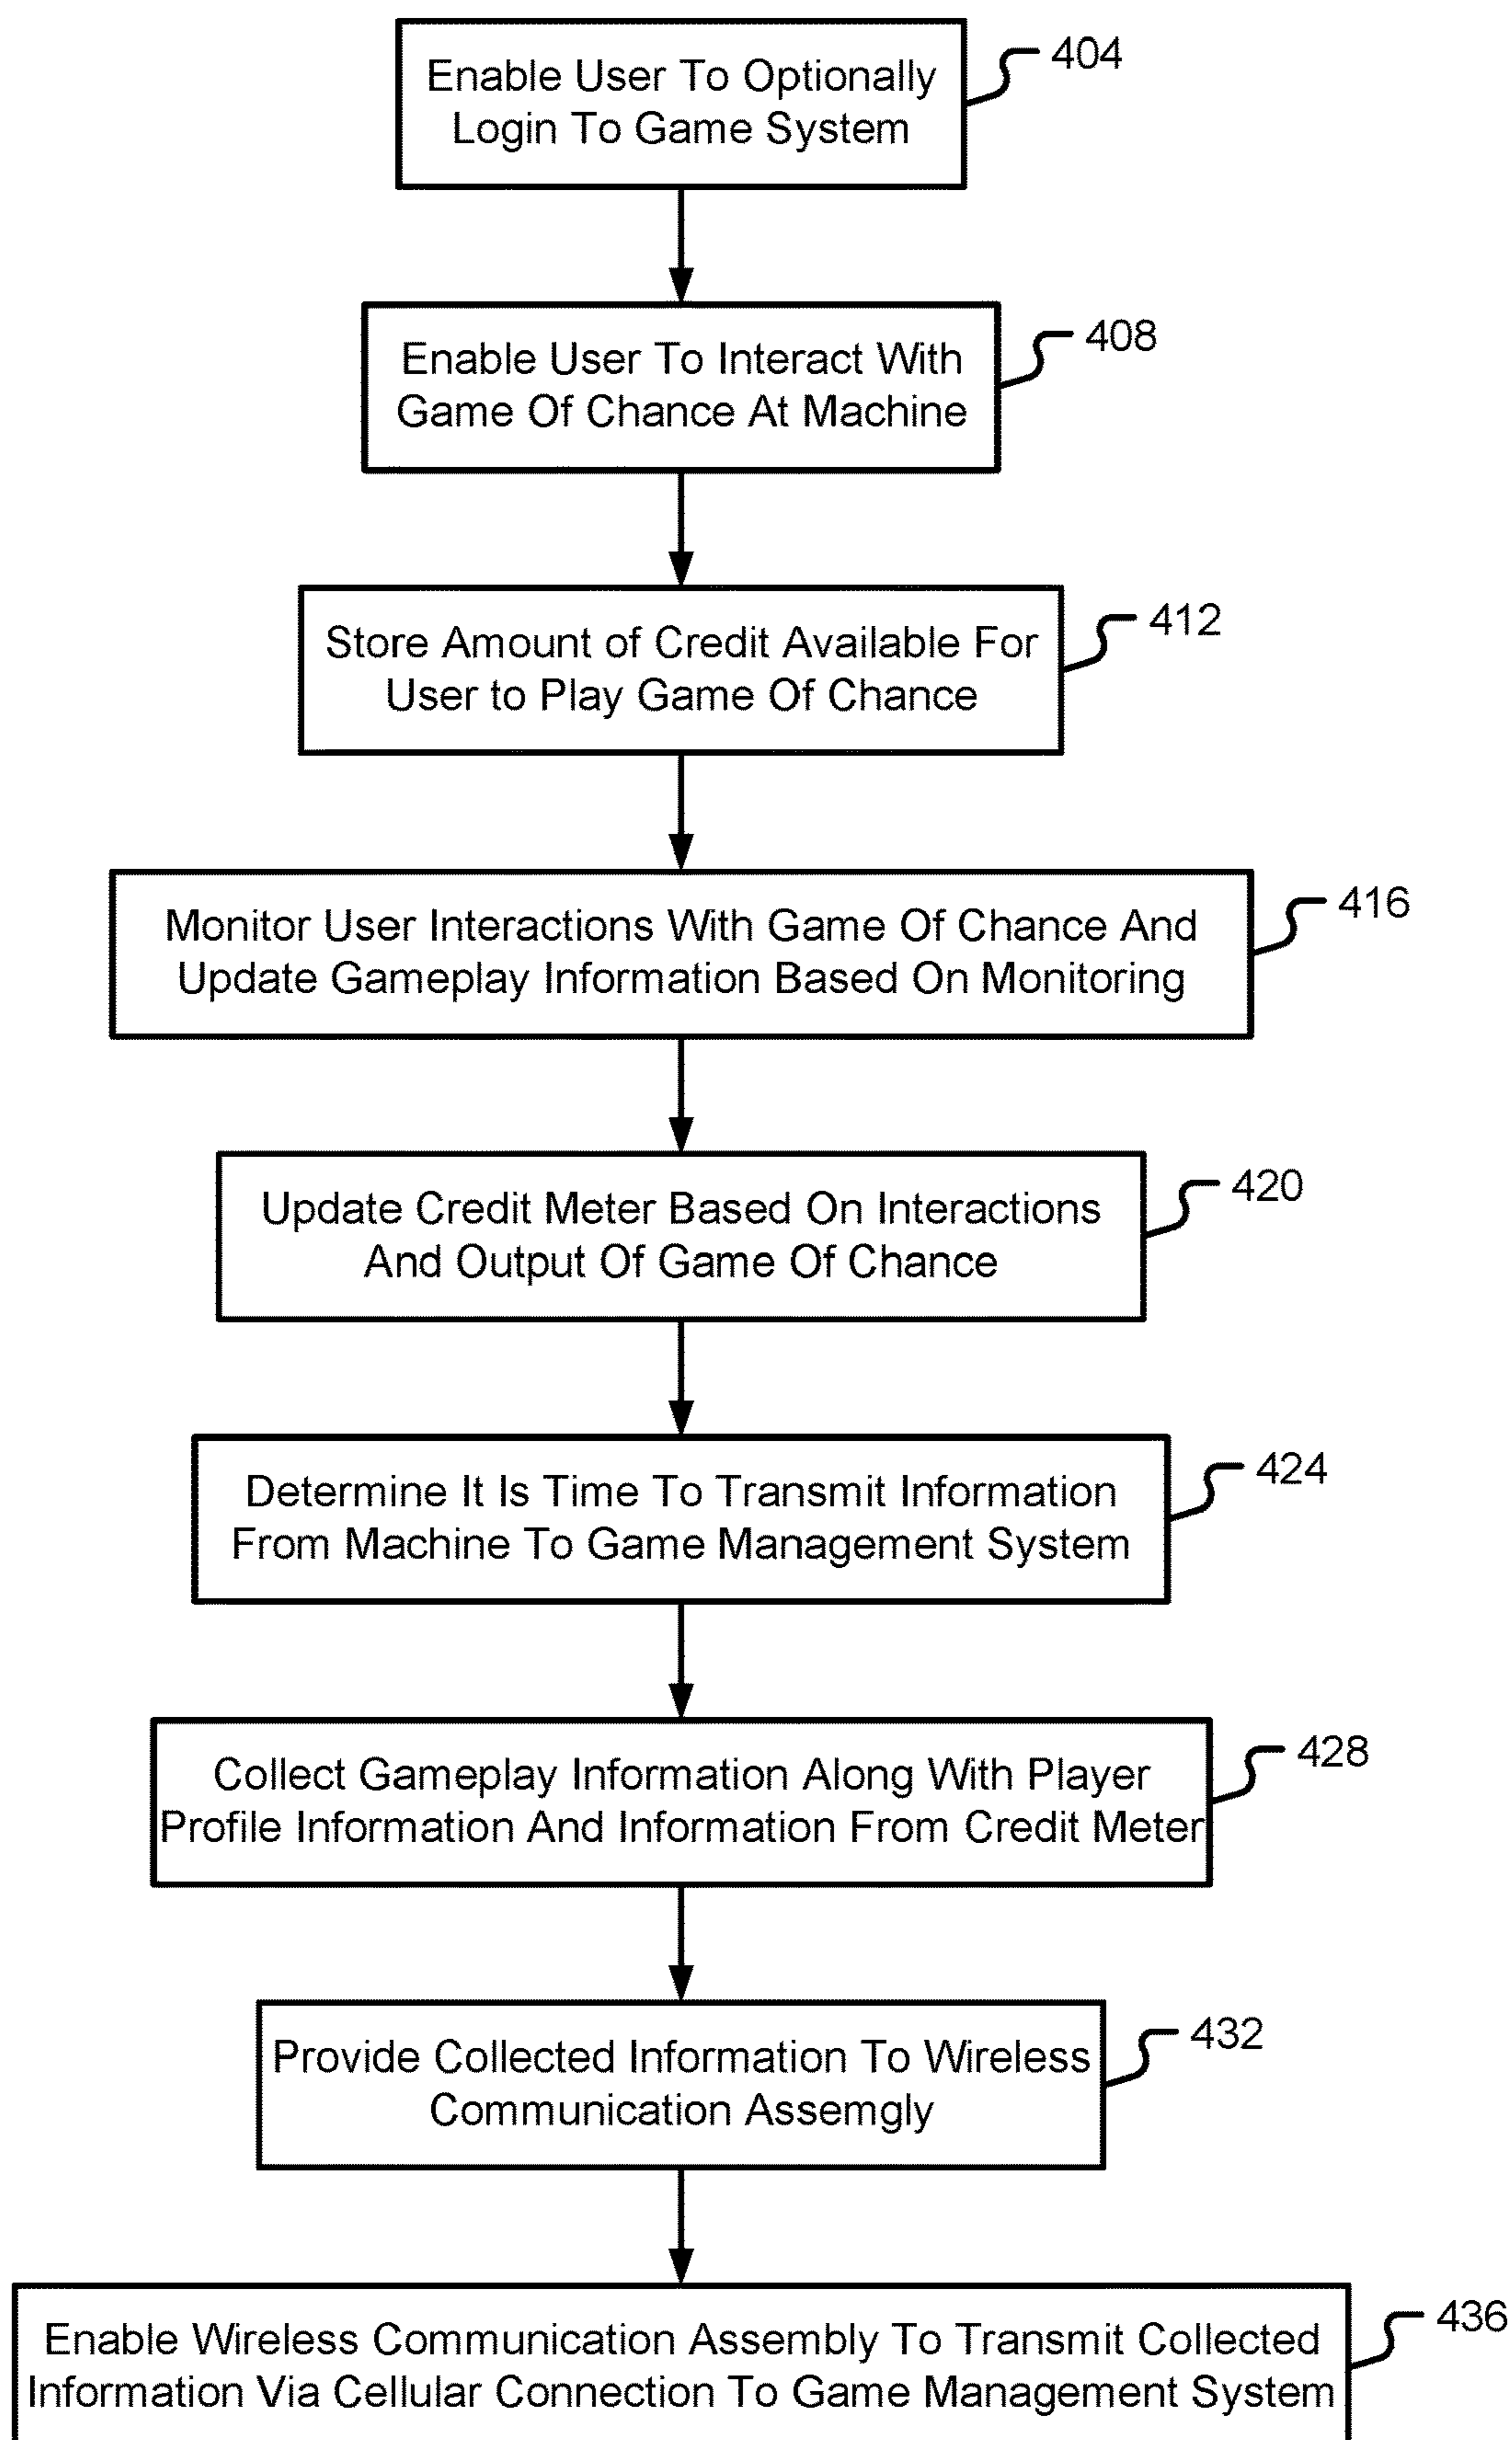 Enable User To Optionally
Login To Game System
404
Enable User To Interact With
Game Of Chance At Machine
408
Store Amount of Credit Available For
User to Play Game Of Chance
412
Monitor User Interactions With Game Of Chance And
Update Gameplay Information Based On Monitoring
416
Update Credit Meter Based On Interactions
And Output Of Game Of Chance
420
Determine It Is Time To Transmit Information
From Machine To Game Management System
424
Collect Gameplay Information Along With Player
Profile Information And Information From Credit Meter
428
Provide Collected Information To Wireless
Communication Assemgly
432
Enable Wireless Communication Assembly To Transmit Collected
Information Via Cellular Connection To Game Management System
436